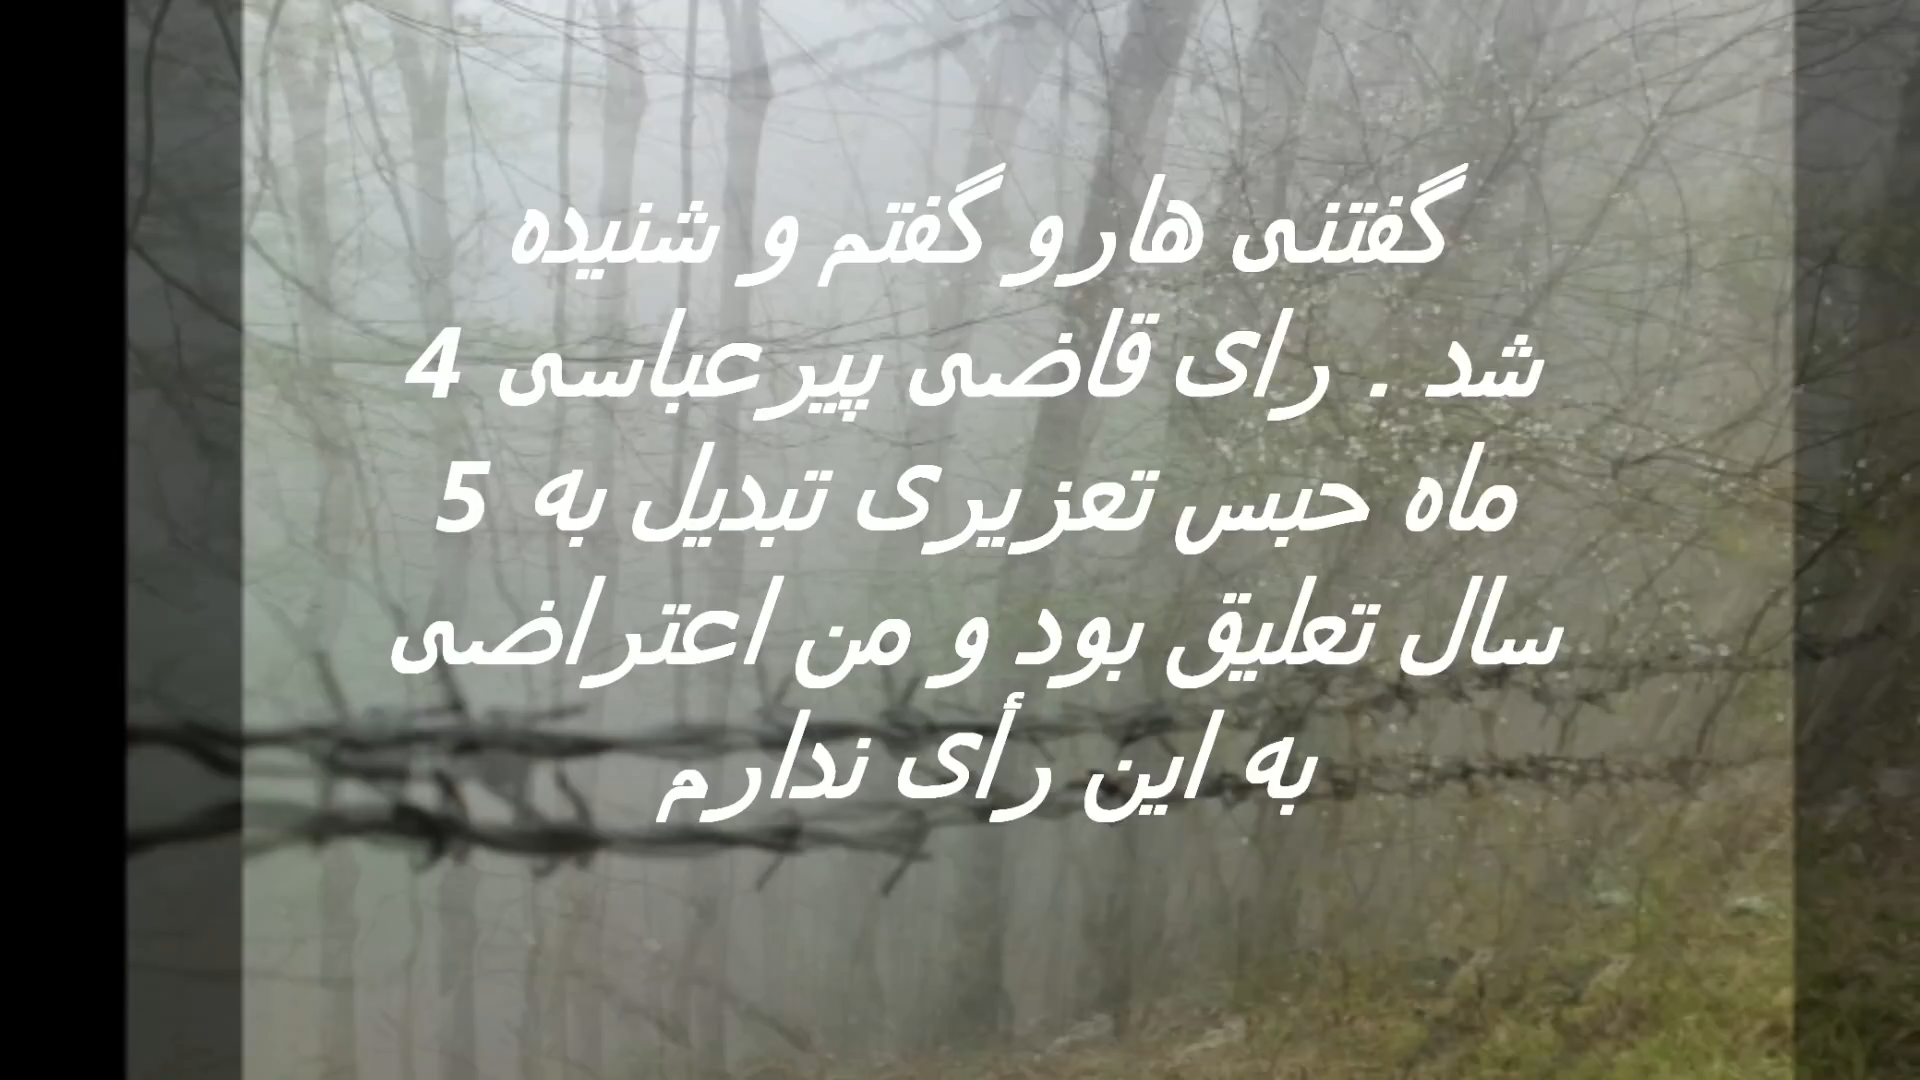 گفتنی هارو گفتم و شنیده
شد . رای قاضی پیرعباسی 4
ماه حبس تعزیری تبدیل به 5
سال تعلیق بود و من اعتراضی
به این رأی ندارم